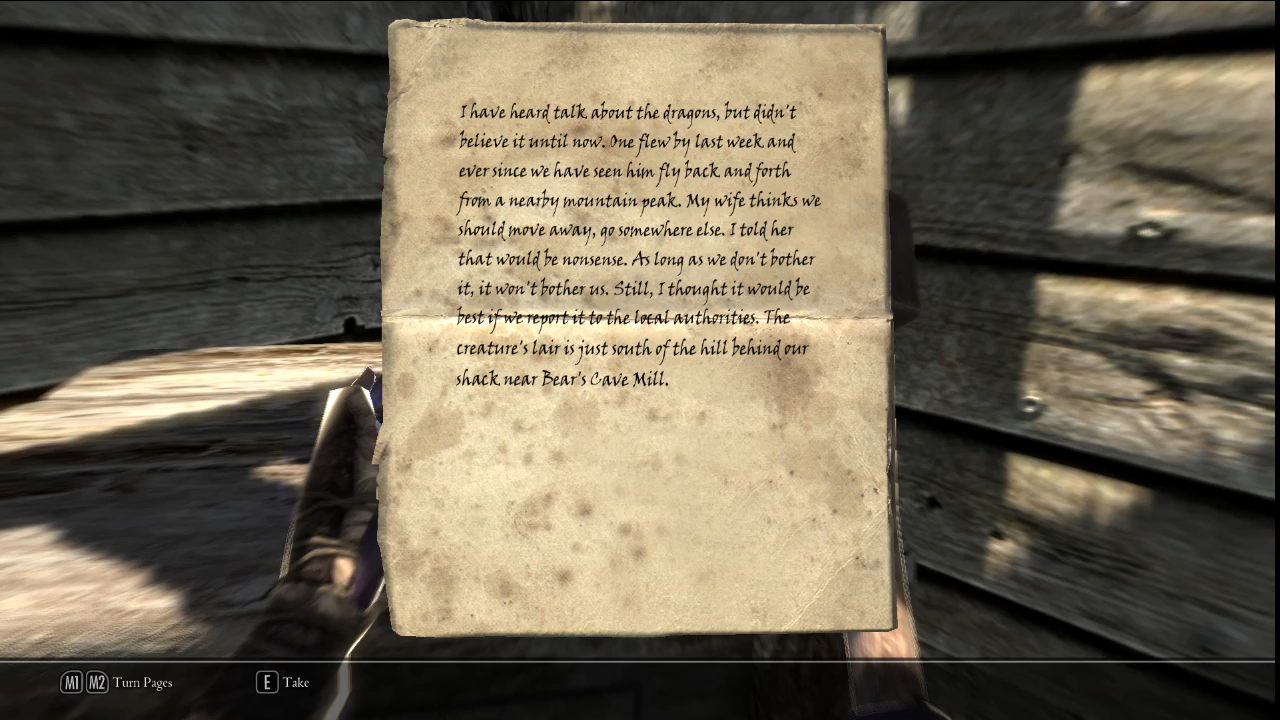 I have heard talk about the dragons, but didn't
believe it until now. One flew by last week and
ever since we have seen him fly back and forth
from a nearby mountain peak. My wife thinks we
should move away, go somewhere else. I told her
that would be nonsense. As long as we don't bother
it, it won't bother us. Still, I thought it would be
best if we report it to the local authorities. The
creature's lair is just south of the hill behind our
shack near Bear's Cave Mill.
M1 M2 Turn Pages E Take